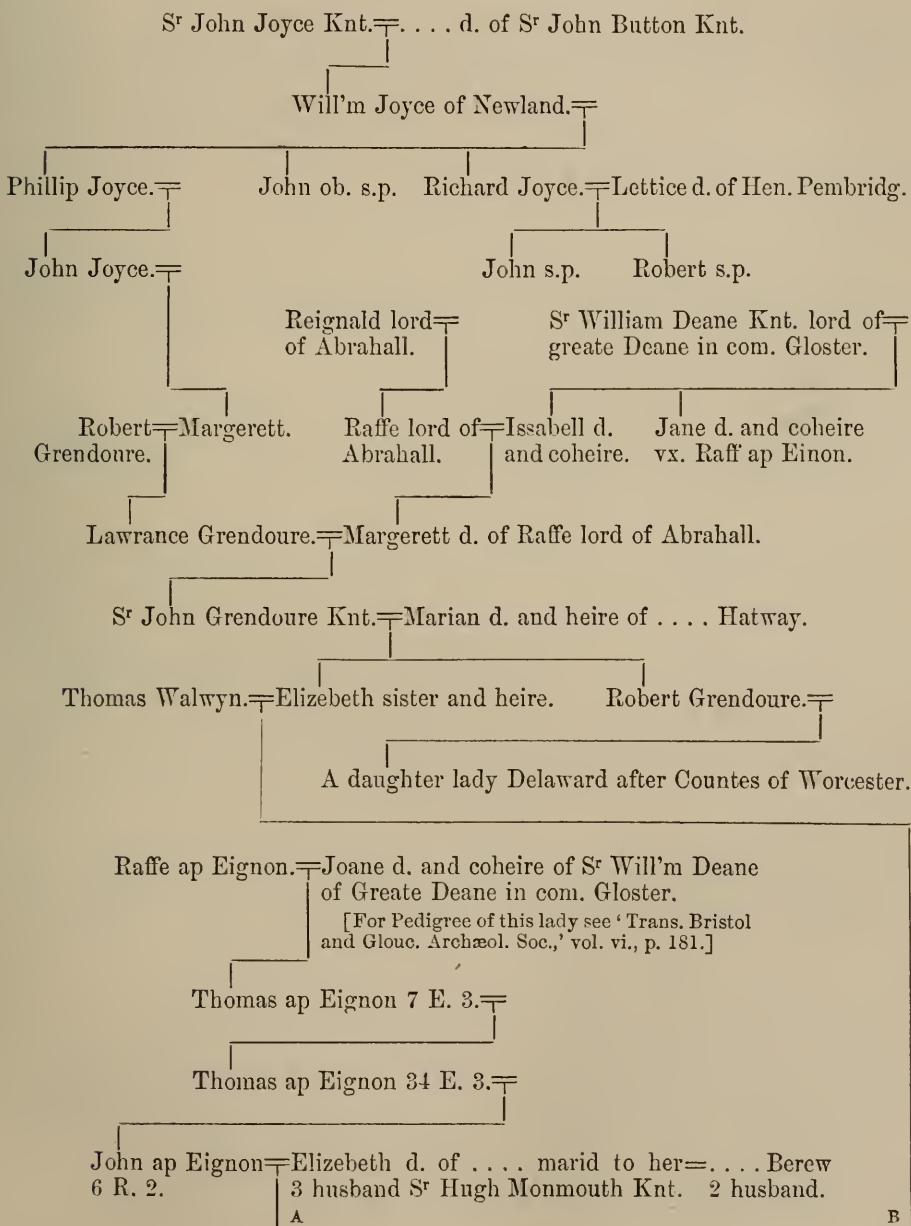 Sr John Joyce Knt.=. . . . d. of Sr John Button Knt.
Will'm Joyce of Newland.=
Phillip Joyce.= John ob. s.p. Richard Joyce.=Lettice d. of Hen. Pembridg.
John Joyce.= John s.p. Robert s.p.
Reignald lord= Sr William Deane Knt. lord of=
of Abrahall. greate Deane in com. Gloster.
Robert=Margerett. Raffe lord of=Issabell d. Jane d. and coheire
Grendoure. Abrahall. and coheire. vx. Raff ap Einon.
Lawrance Grendoure.=Margerett d. of Raffe lord of Abrahall.
Sr John Grendoure Knt.=Marian d. and heire of . . . . Hatway.
Thomas Walwyn.=Elizebeth sister and heire. Robert Grendoure.=
A daughter lady Delaward after Countes of Worcester.
Raffe ap Eignon.=Joane d. and coheire of Sr Will'm Deane
of Greate Deane in com. Gloster.
[For Pedigree of this lady see ‘ Trans. Bristol
and Glouc. Archæol. Soc.,’ vol. vi., p. 181.]
Thomas ap Eignon 7 E. 3.=
Thomas ap Eignon 34 E. 3.=
John ap Eignon=Elizebeth d. of . . . . marid to her=. . . . Berew
6 R. 2. 3 husband Sr Hugh Monmouth Knt. 2 husband.
A B